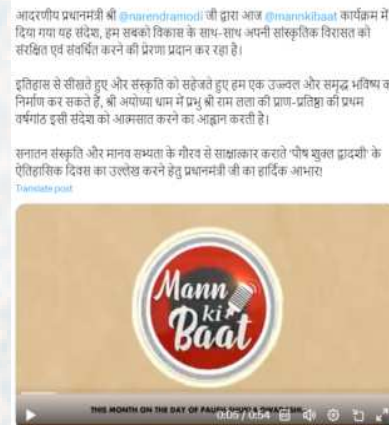 आदरणीय प्रधानमंत्री श्री @narendramodi जी द्वारा आज @mannkibaat कार्यक्रम में
दिया गया यह संदेश, हम सबको विकास के साथ-साथ अपनी सांस्कृतिक विरासत को
संरक्षित एवं संवर्धित करने की प्रेरणा प्रदान कर रहा है।
इतिहास से सीखते हुए और संस्कृति को सहेजते हुए हम एक उज्ज्वल और समृद्ध भविष्य
निर्माण कर सकते हैं, श्री अयोध्या धाम में प्रभु श्री राम लला की प्राण-प्रतिष्ठा की प्रथम
वर्षगांठ इसी संदेश को आत्मसात करने का आह्वान करती है।
सनातन संस्कृति और मानव सभ्यता के गौरव से साक्षात्कार कराते 'पौष शुक्ल द्वादशी' के
ऐतिहासिक दिवस का उल्लेख करने हेतु प्रधानमंत्री जी का हार्दिक आभार!
Translate post
Mann
ki
Baat
THIS MONTH ON THE DAY OF PAUSH
0:05 / 0:54